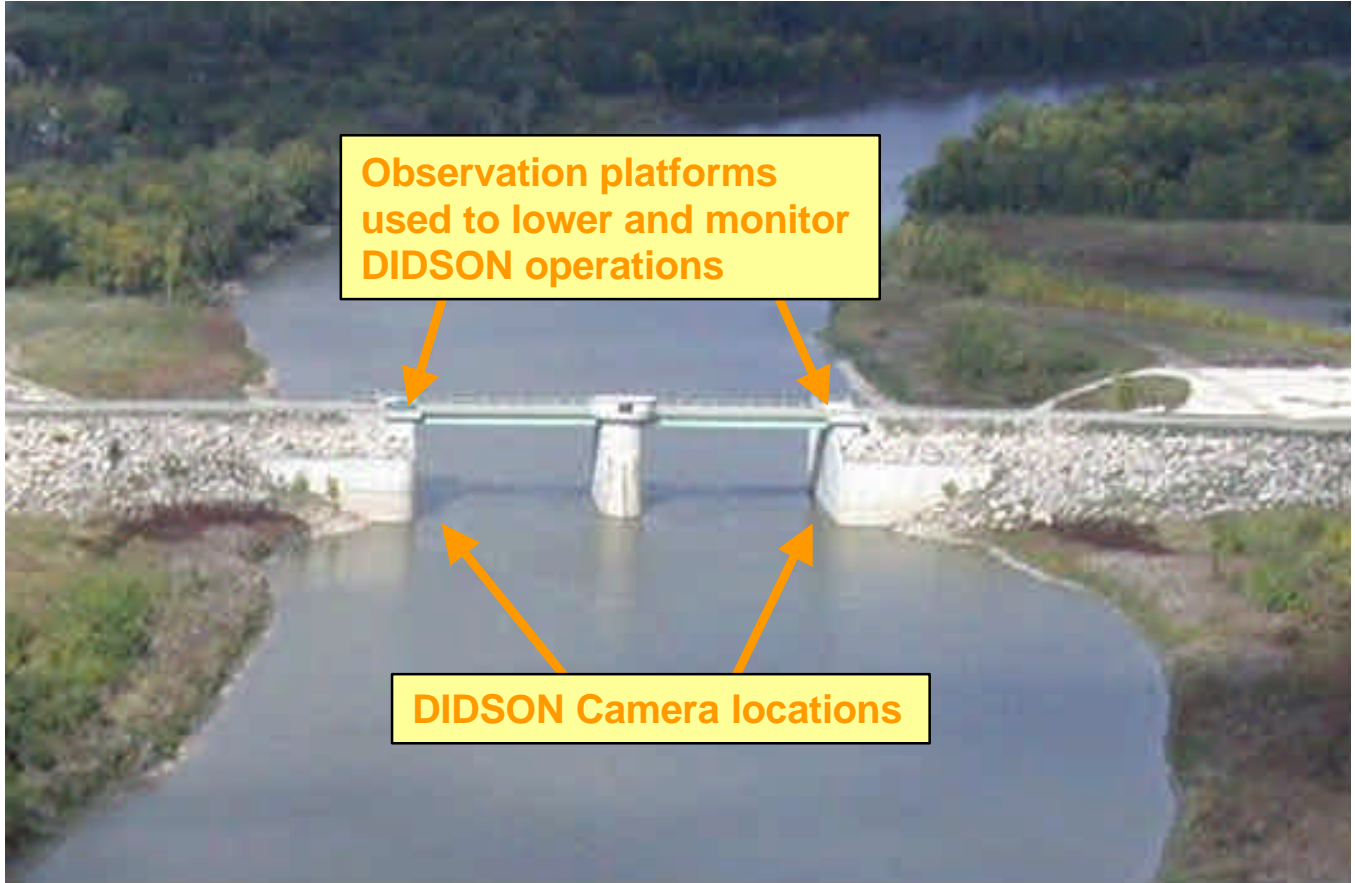 Observation platforms
used to lower and monitor
DIDSON operations
DIDSON Camera locations